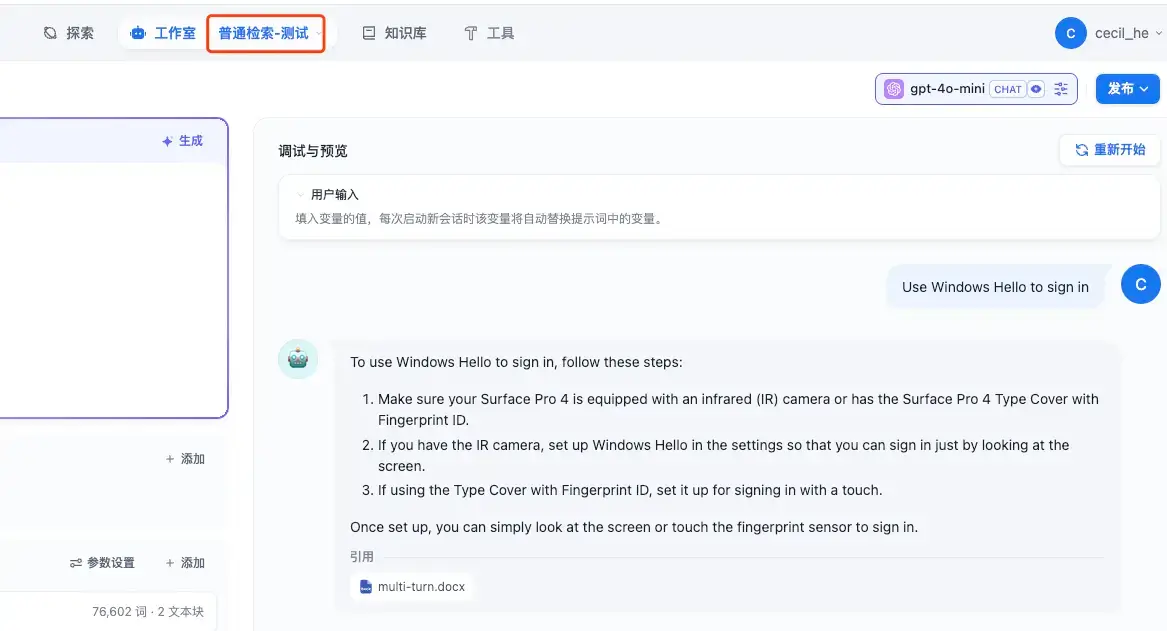 探索
工作室
普通检索-测试
知识库
工具
C
cecil_he
gpt-4o-mini
CHAT
发布
生成
调试与预览
重新开始
用户输入
填入变量的值，每次启动新会话时该变量将自动替换提示词中的变量。
Use Windows Hello to sign in
C
To use Windows Hello to sign in, follow these steps:
1. Make sure your Surface Pro 4 is equipped with an infrared (IR) camera or has the Surface Pro 4 Type Cover with
Fingerprint ID.
2. If you have the IR camera, set up Windows Hello in the settings so that you can sign in just by looking at the
screen.
3. If using the Type Cover with Fingerprint ID, set it up for signing in with a touch.
Once set up, you can simply look at the screen or touch the fingerprint sensor to sign in.
引用
multi-turn.docx
+ 添加
参数设置
+ 添加
76,602 词 · 2 文本块